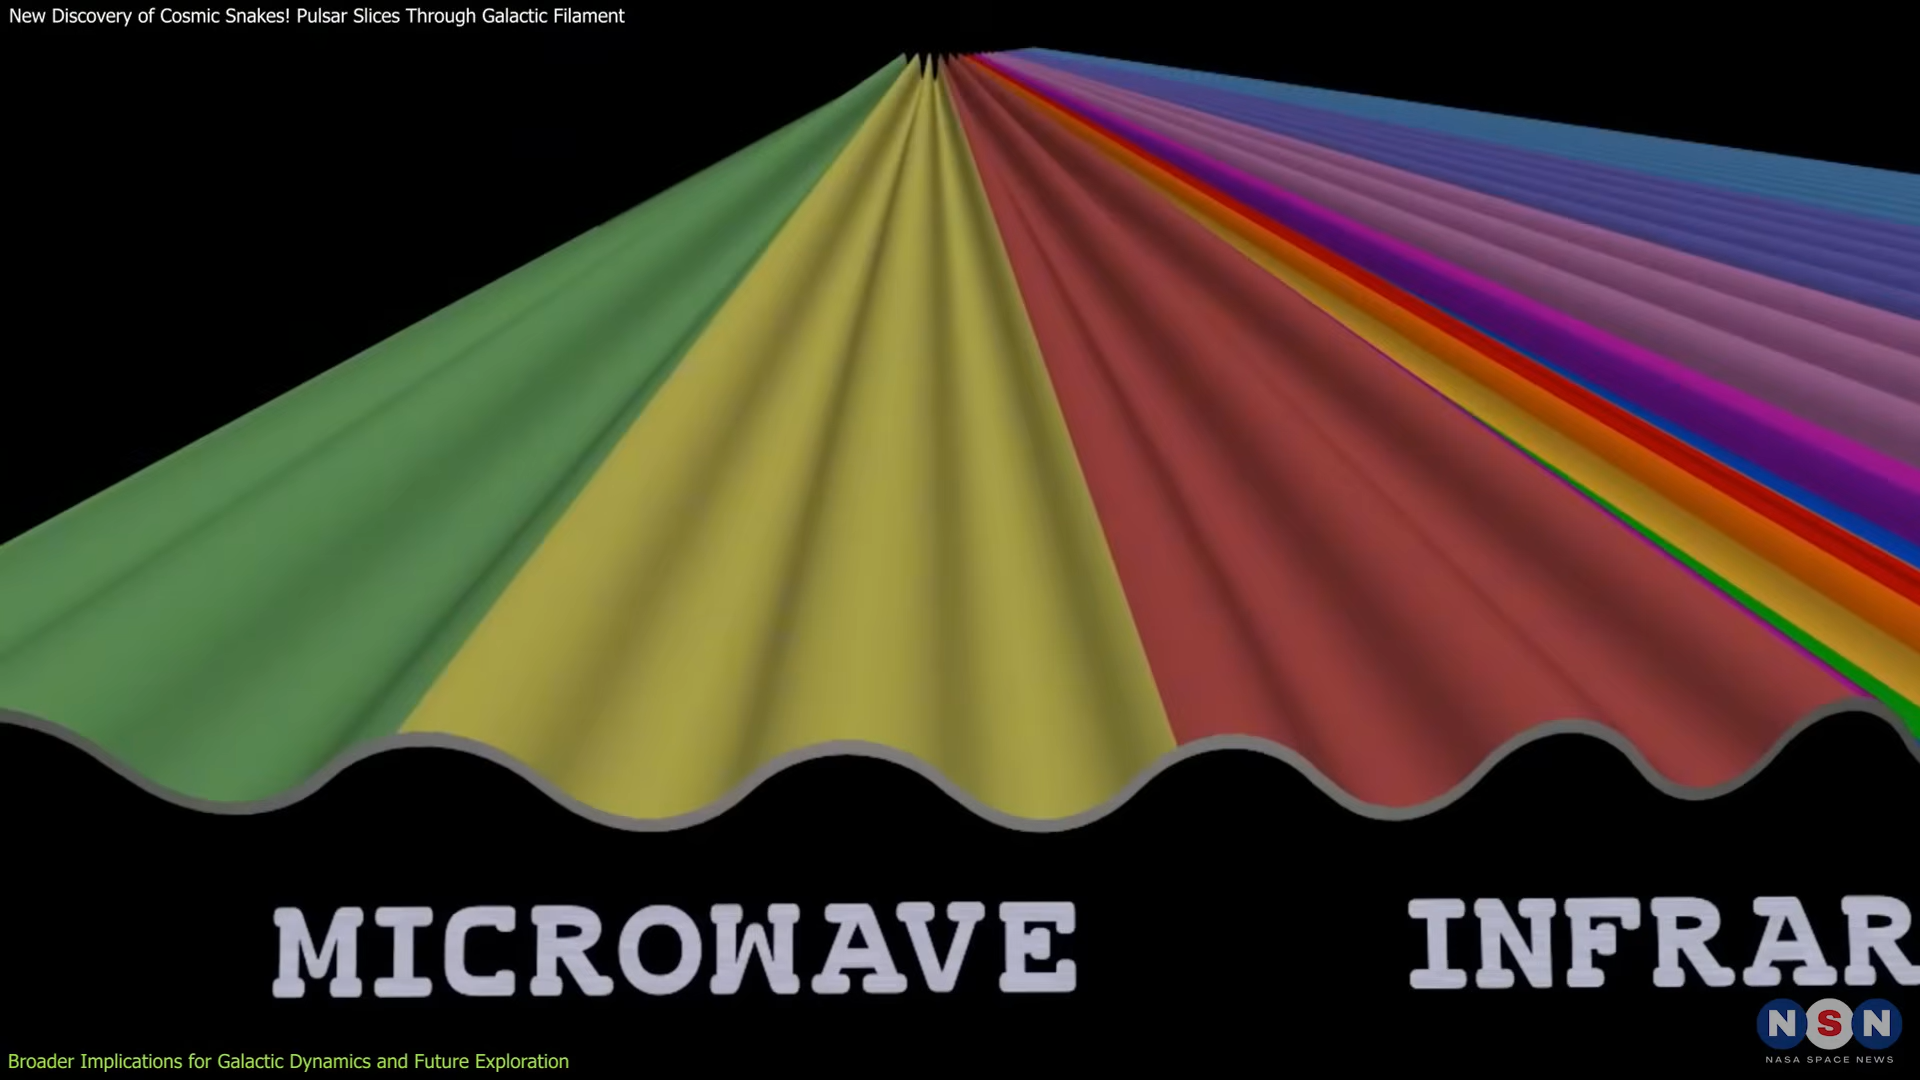 New Discovery of Cosmic Snakes! Pulsar Slices Through Galactic Filament
MICROWAVE
INFRAR
NSN
NASA SPACE NEWS
Broader Implications for Galactic Dynamics and Future Exploration